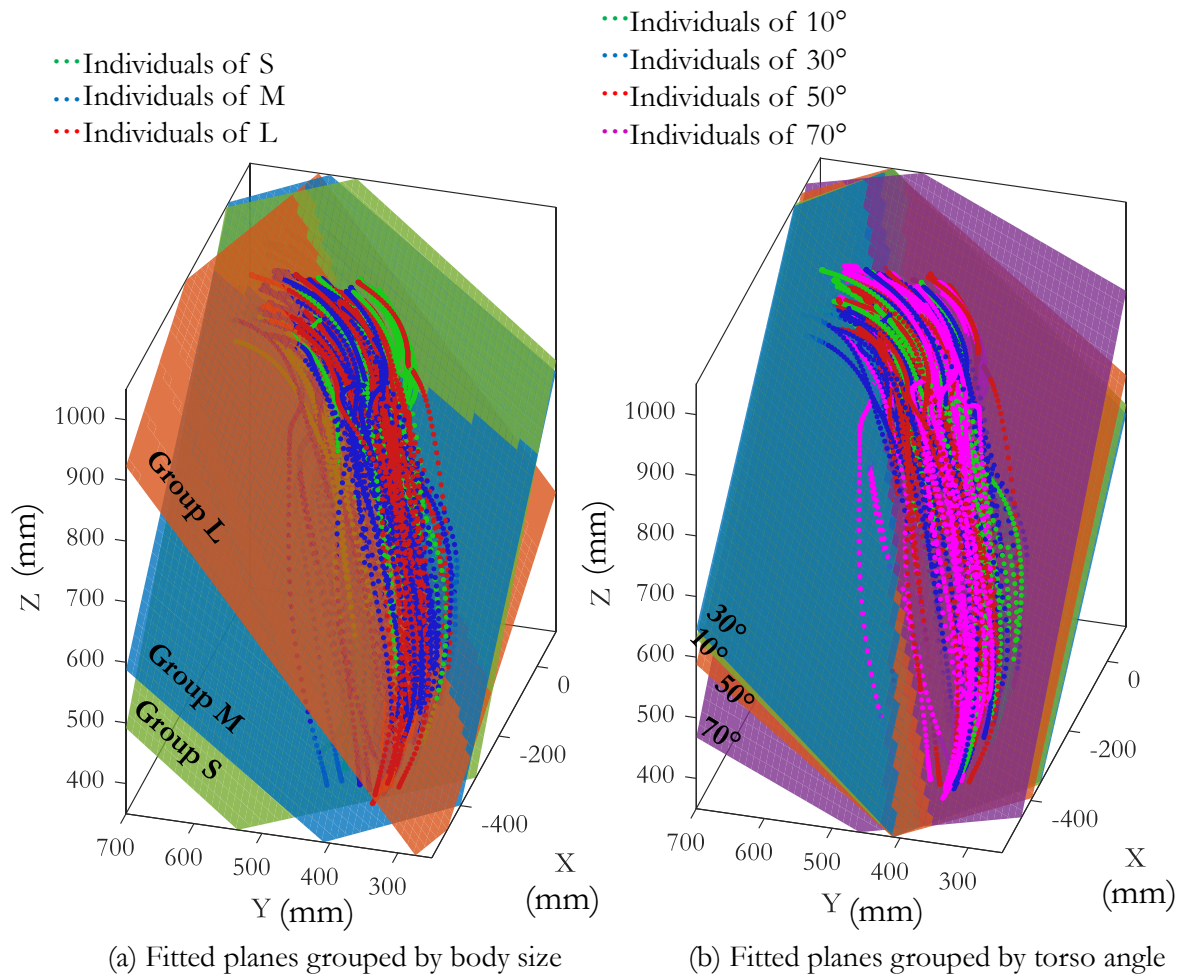 Individuals of S
Individuals of M
Individuals of L
Individuals of 10°
Individuals of 30°
Individuals of 50°
Individuals of 70°
1000
900
800
700
600
500
400
Z (mm)
700
600
500
400
300
Y (mm)
0
-200
-400
X
(mm)
Group L
Group M
Group S
1000
900
800
700
600
500
400
Z (mm)
700
600
500
400
300
Y (mm)
0
-200
-400
X
(mm)
30°
10°
50°
70°
(a) Fitted planes grouped by body size
(b) Fitted planes grouped by torso angle